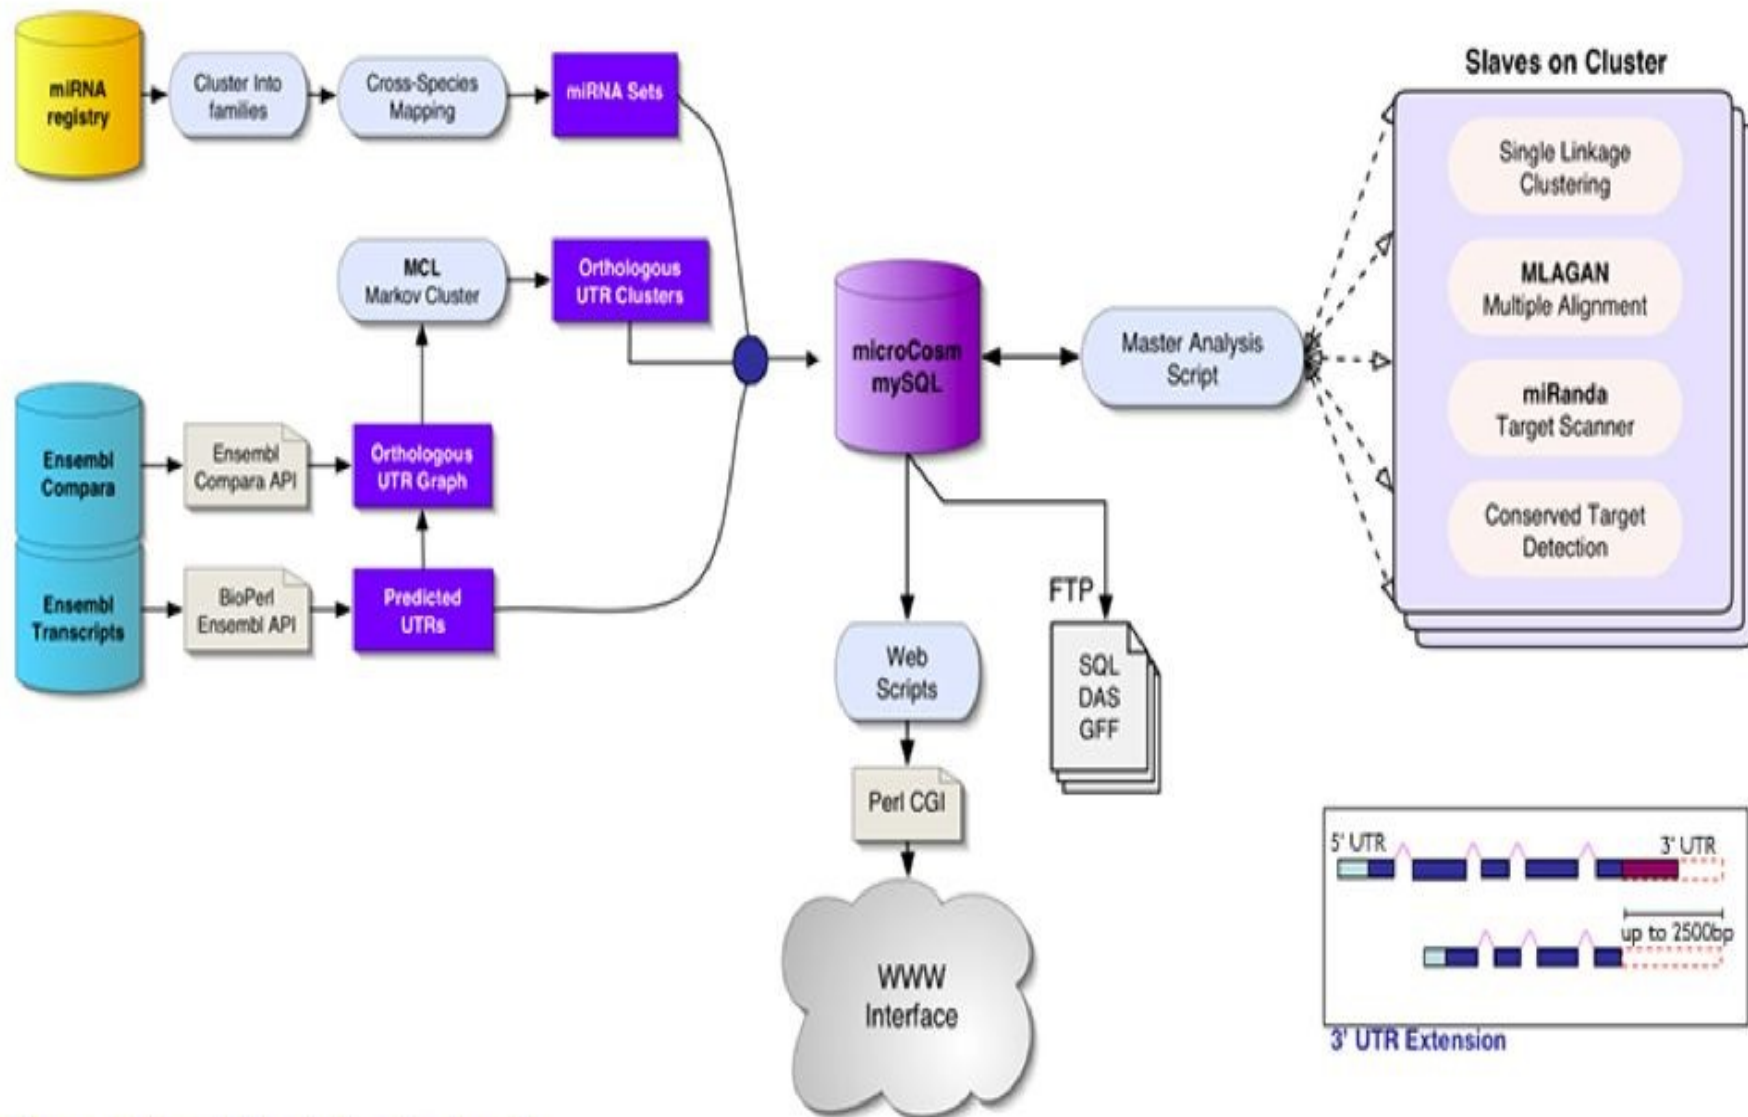 miRNA
registry
Cluster Into
families
Cross-Species
Mapping
miRNA Sets
MCL
Markov Cluster
Orthologous
UTR Clusters
Ensembl
Compara
Ensembl
Compara API
Orthologous
UTR Graph
Ensembl
Transcripts
BioPerl
Ensembl API
Predicted
UTRs
microCosm
mySQL
Master Analysis
Script
Slaves on Cluster
Single Linkage
Clustering
MLAGAN
Multiple Alignment
miRanda
Target Scanner
Conserved Target
Detection
FTP
SQL
DAS
GFF
Web
Scripts
Perl CGI
WWW
Interface
5' UTR
3' UTR
up to 2500bp
3' UTR Extension